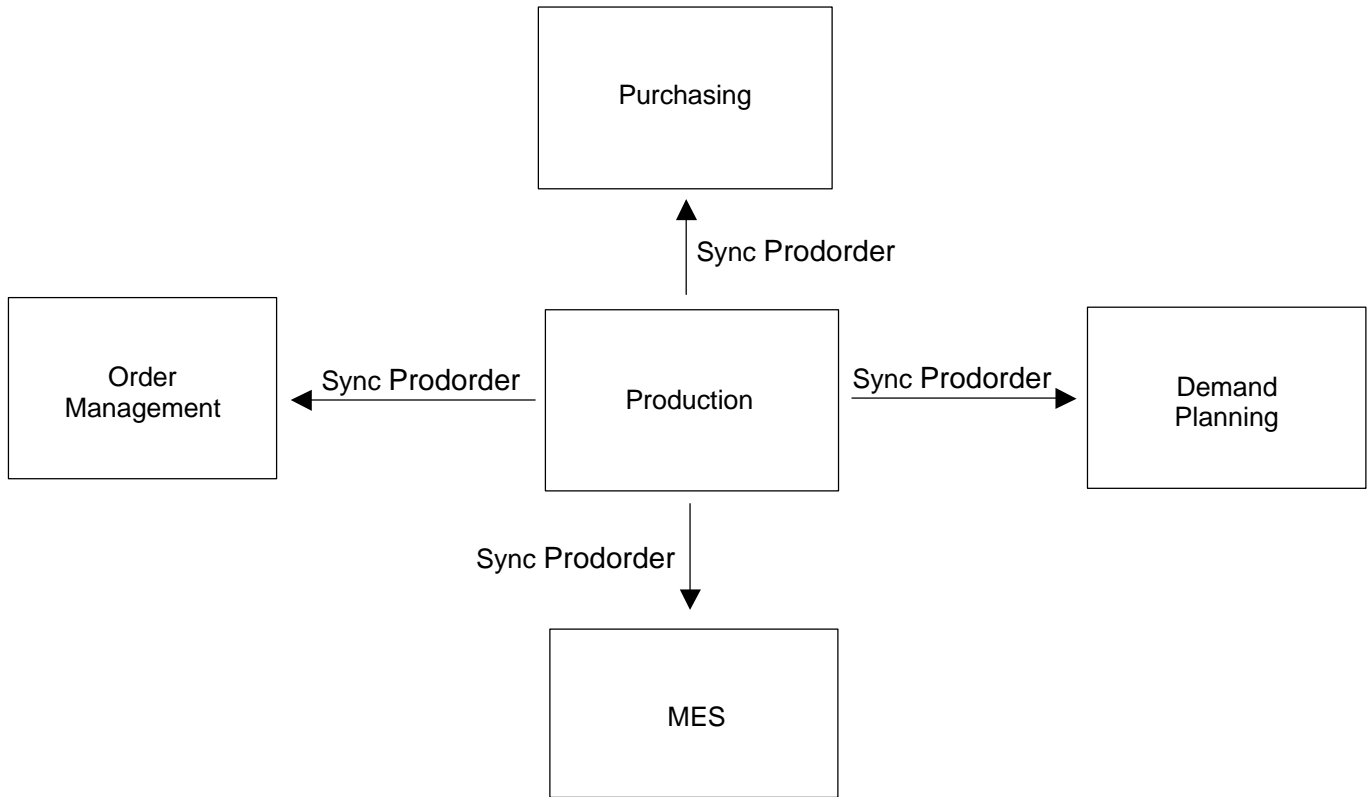 Purchasing
Sync Prodorder
Order
Management
Sync Prodorder
Production
Sync Prodorder
Demand
Planning
Sync Prodorder
MES